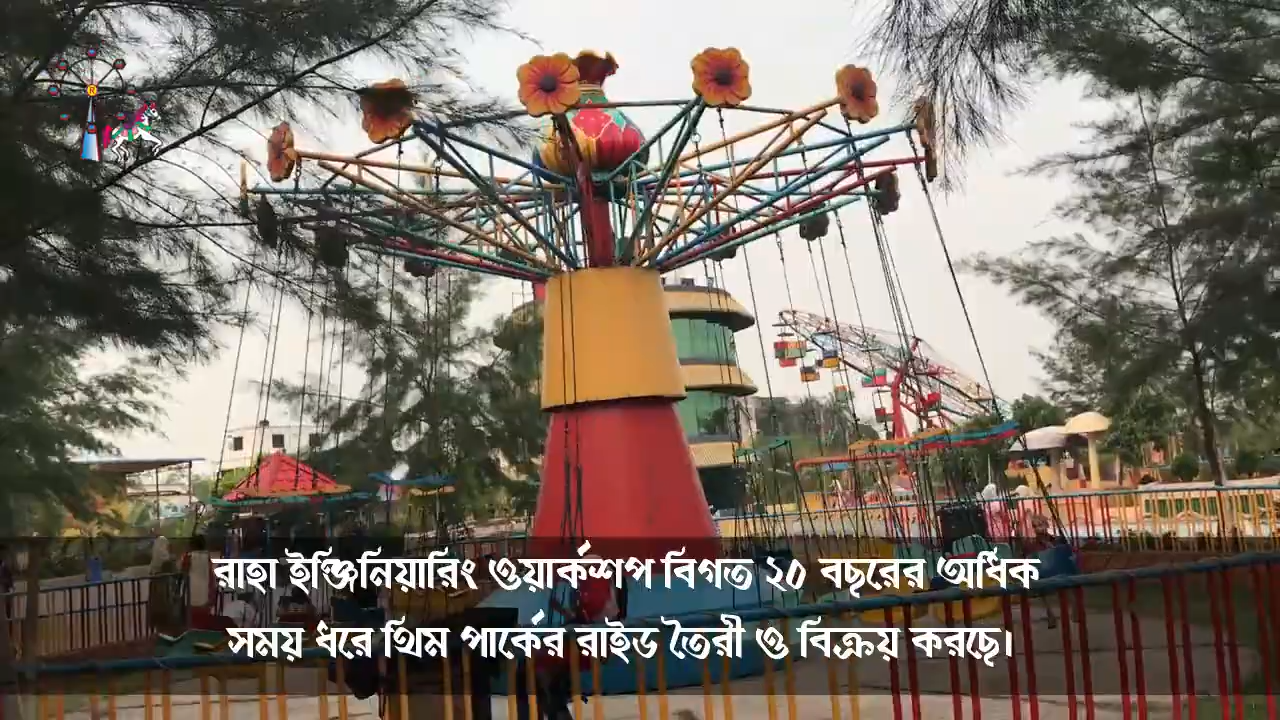 রাহা ইঞ্জিনিয়ারিং ওয়ার্কশপ বিগত ২০ বছরের অধিক
সময় ধরে থিম পার্কের রাইড তৈরী ও বিক্রয় করছে।